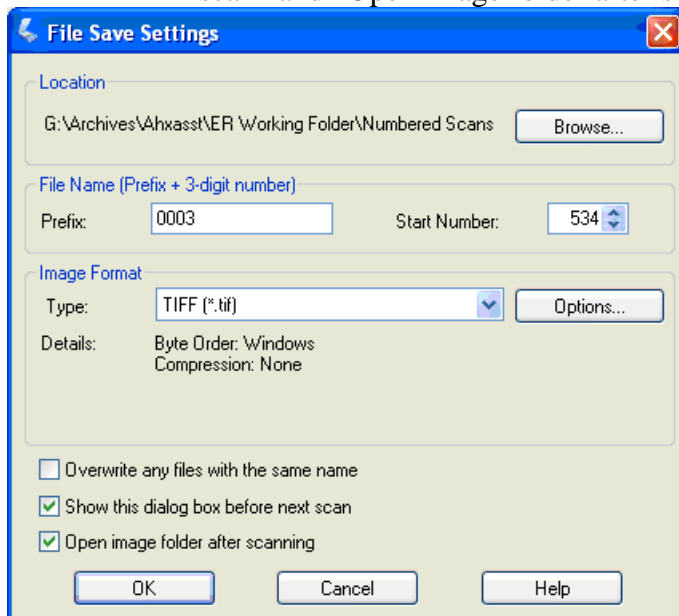 File Save Settings
Location
G:\Archives\Ahxasst\ER Working Folder\Numbered Scans Browse...
File Name (Prefix + 3-digit number)
Prefix: 0003 Start Number: 534
Image Format
Type: TIFF (*.tif) Options...
Details: Byte Order: Windows
Compression: None
Overwrite any files with the same name
Show this dialog box before next scan
Open image folder after scanning
OK Cancel Help